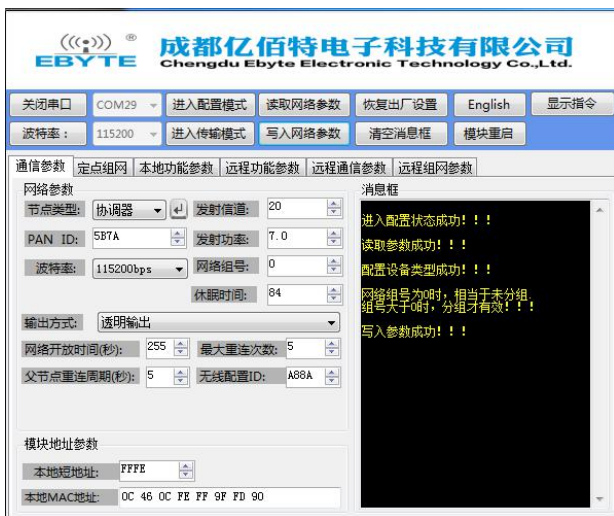 (((•))) ®
EBYTE
成都亿佰特电子科技有限公司
Chengdu Ebyte Electronic Technology Co.,Ltd.
关闭串口 COM29 进入配置模式 读取网络参数 恢复出厂设置 English 显示指令
波特率： 115200 进入传输模式 写入网络参数 清空消息框 模块重启
通信参数 定点组网 本地功能参数 远程功能参数 远程通信参数 远程组网参数
网络参数
节点类型: 协调器 发射信道: 20
PAN ID: 5B7A 发射功率: 7.0
波特率: 115200bps 网络组号: 0
休眠时间: 84
输出方式: 透明输出
网络开放时间(秒): 255 最大重连次数: 5
父节点重连周期(秒): 5 无线配置ID: A88A
模块地址参数
本地短地址: FFFE
本地MAC地址: 0C 46 0C FE FF 9F FD 90
消息框
进入配置状态成功！！！
读取参数成功！！！
配置设备类型成功！！！
网络组号为0时，相当于未分组
组号大于0时，分组才有效！！！
写入参数成功！！！